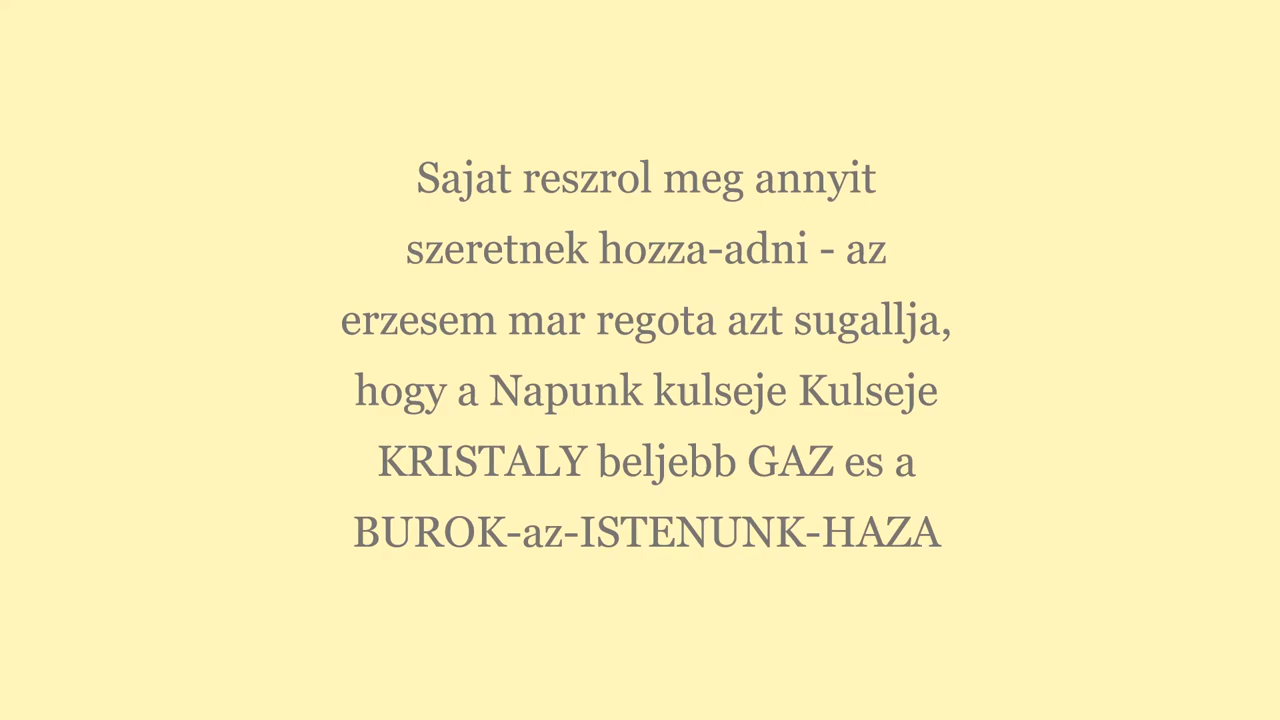 Sajat reszrol meg annyit
szeretnek hozza-adni - az
erzesem mar regota azt sugallja,
hogy a Napunk kulseje Kulseje
KRISTALY beljebb GAZ es a
BUROK-az-ISTENUNK-HAZA